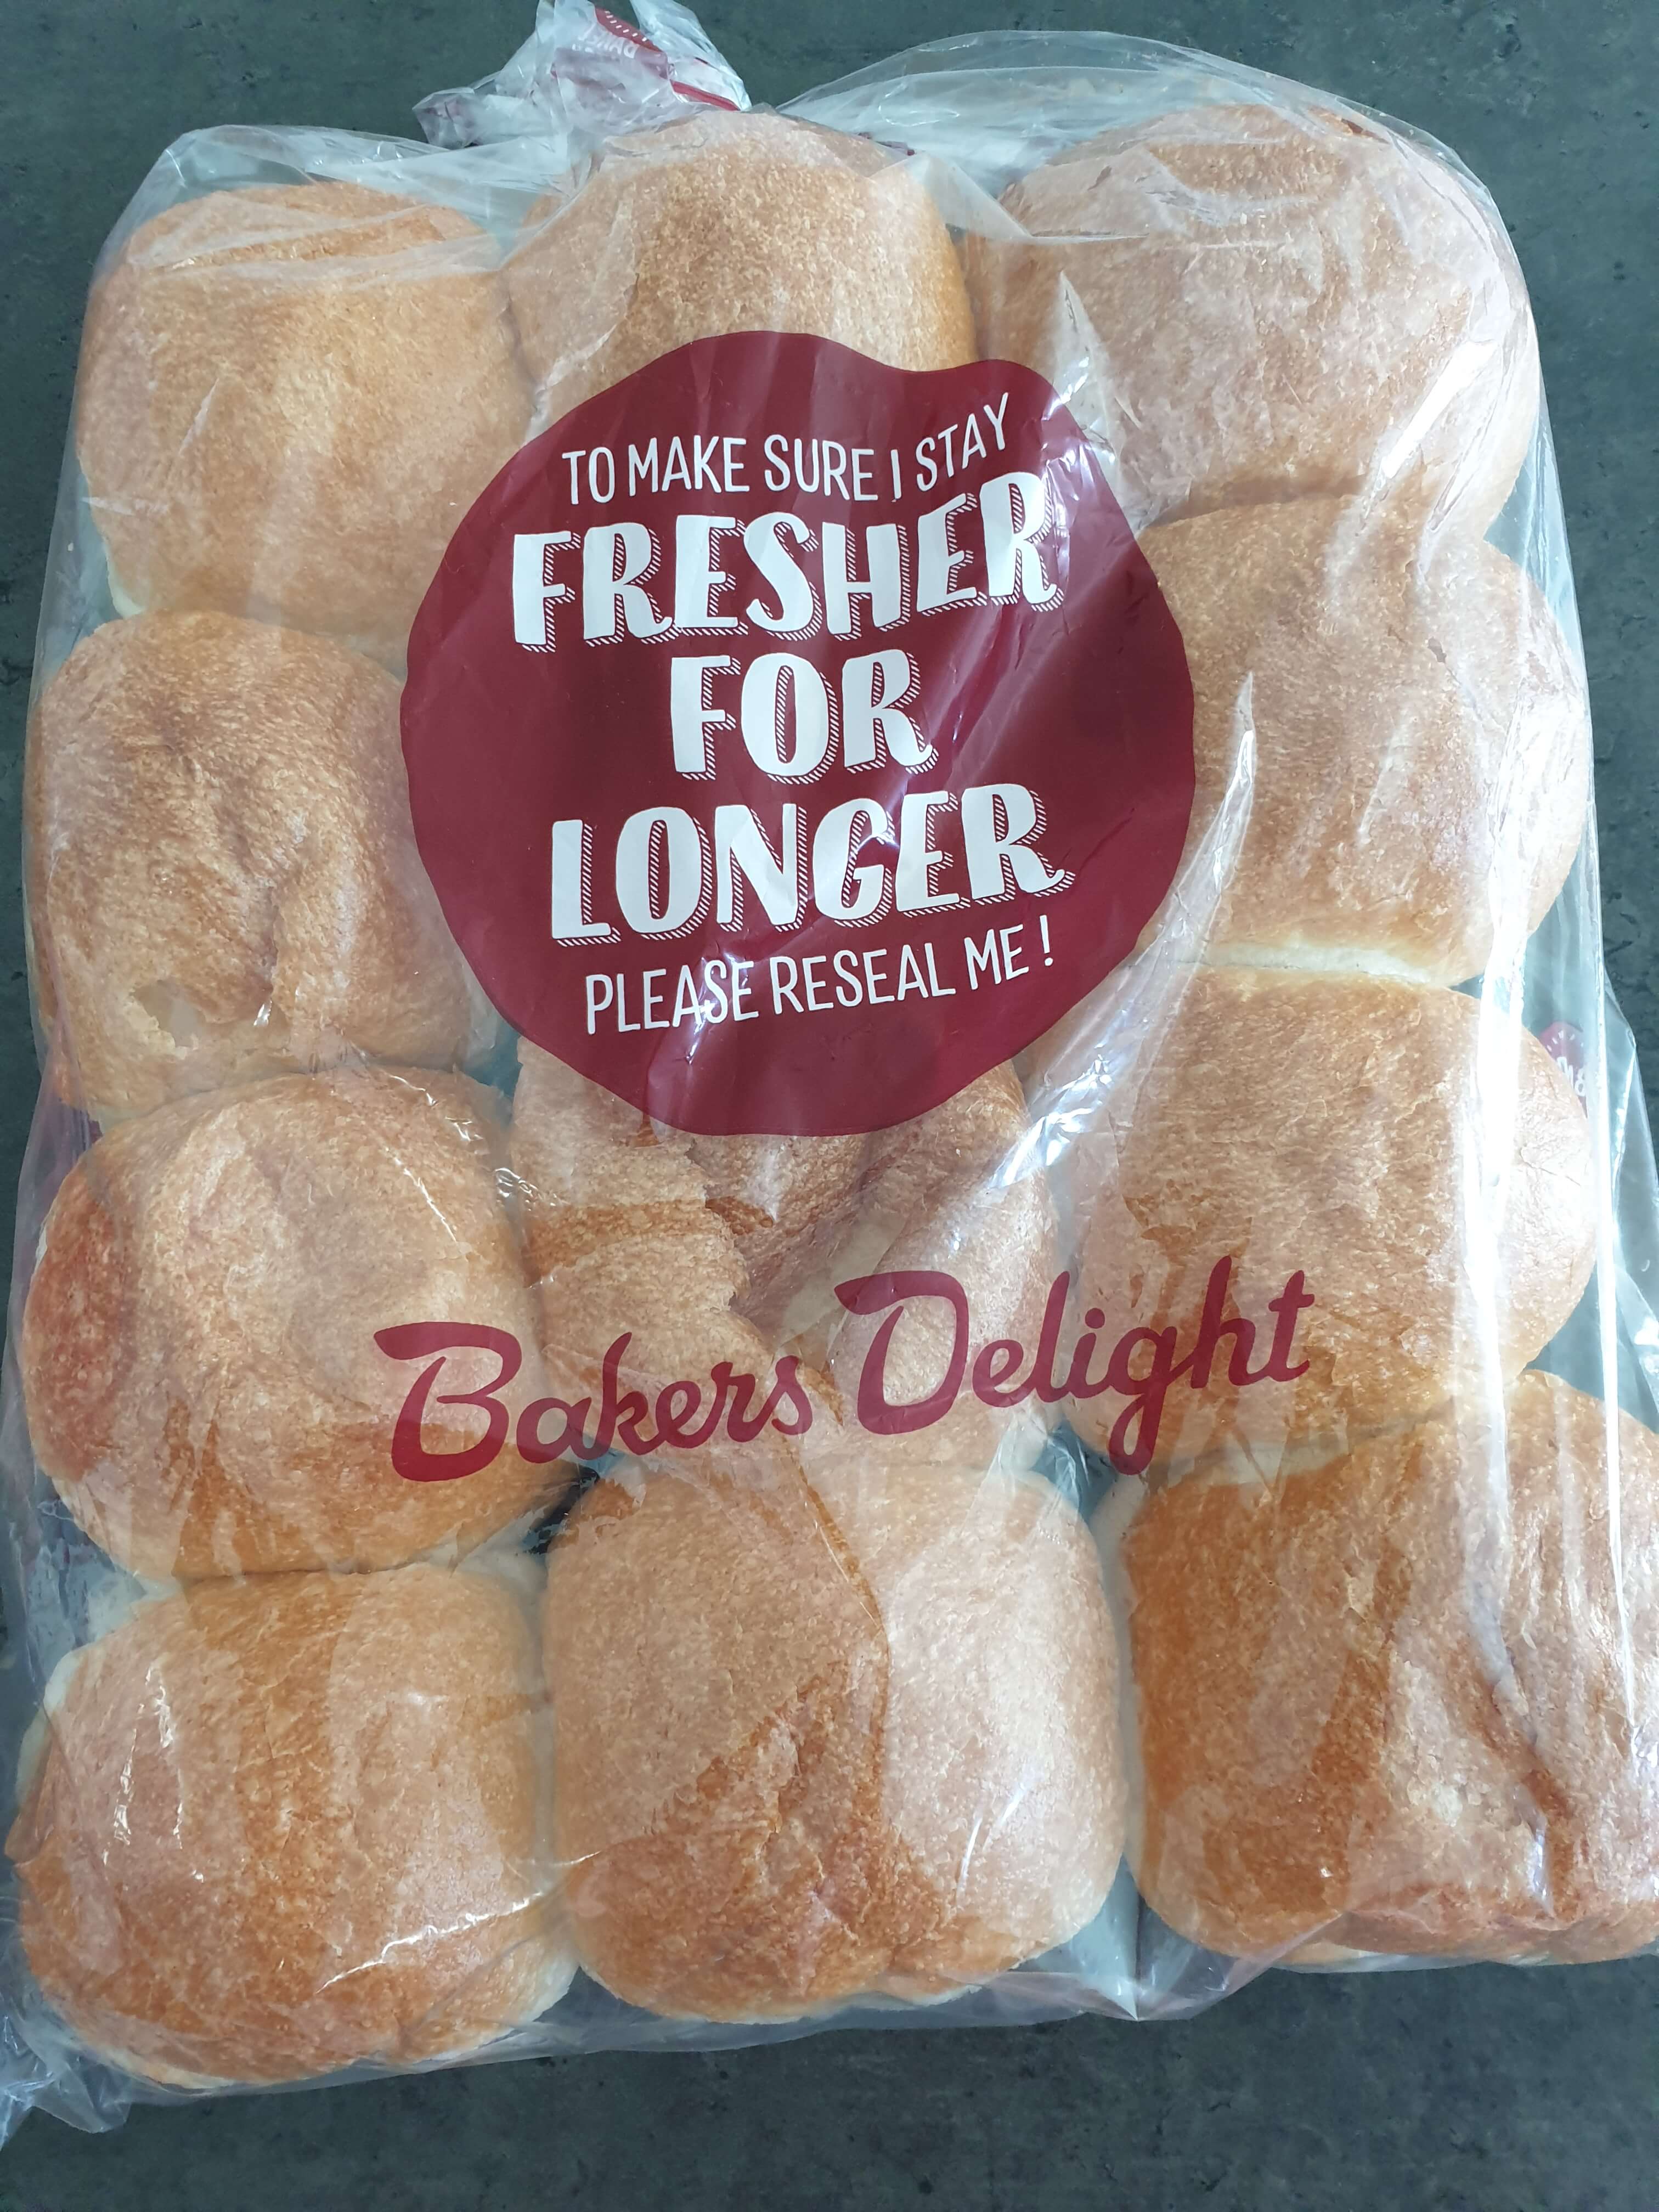 TO MAKE SURE I STAY
FRESHER
FOR
LONGER
PLEASE RESEAL ME!
Bakers Delight